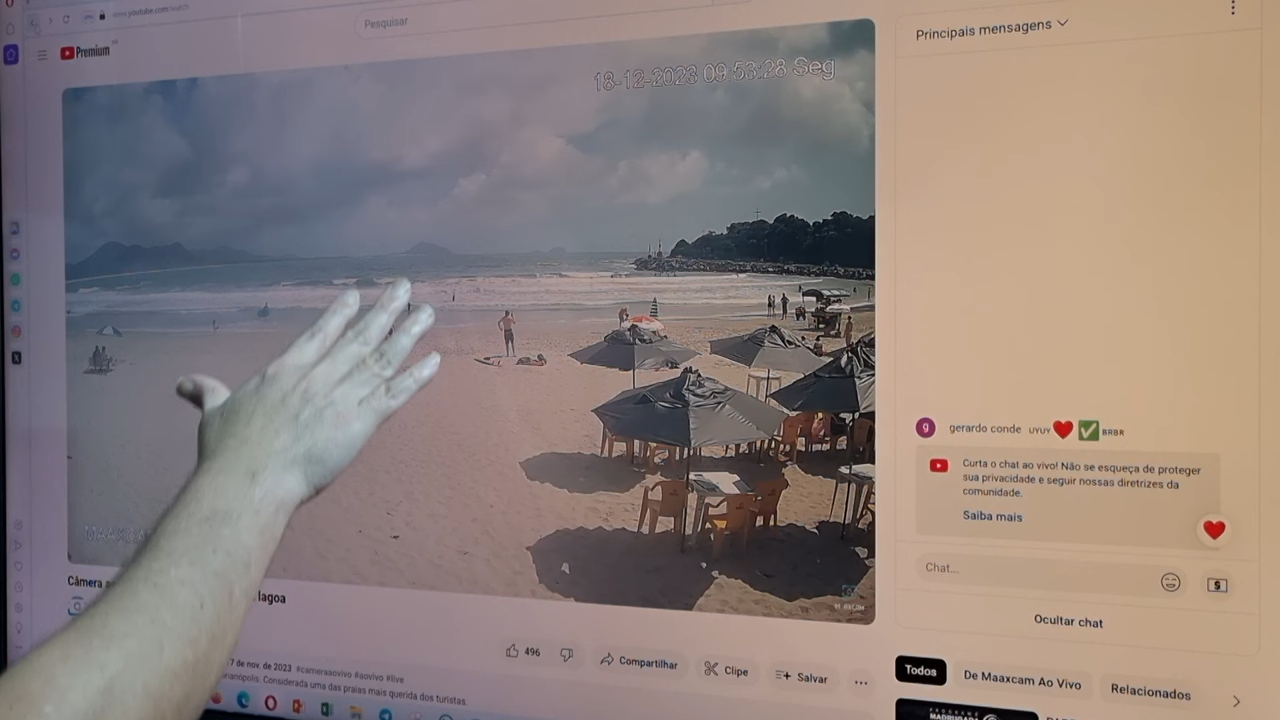 www.youtube.com/watch
Premium
Pesquisar
18-12-2023 09:53:28 Seg
Principais mensagens
gerardo conde UYUY❤️✅BRBR
Curta o chat ao vivo! Não se esqueça de proteger
sua privacidade e seguir nossas diretrizes da
comunidade.
Saiba mais
Chat...
Ocultar chat
Câmera
lagoa
496
Compartilhar
Clipe
Salvar
7 de nov. de 2023 #cameraaovivo #aovivo #live
Considerada uma das praias mais querida dos turistas.
Todos
De Maaxcam Ao Vivo
Relacionados